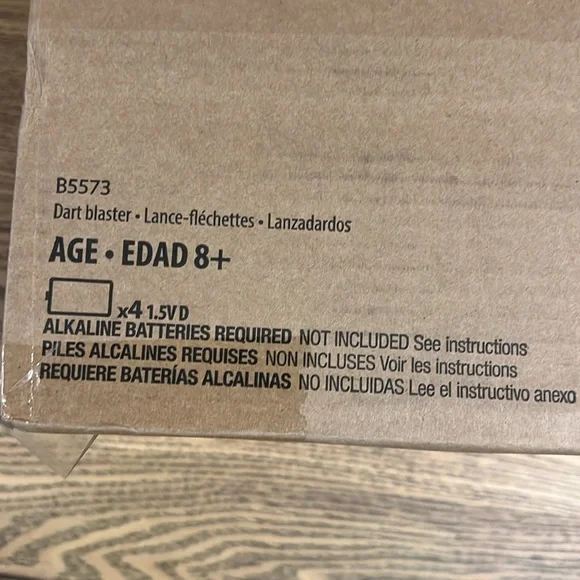 B5573
Dart blaster • Lance-fléchettes • Lanzadardos
AGE • EDAD 8+
x4 1.5V D
ALKALINE BATTERIES REQUIRED NOT INCLUDED See instructions
PILES ALCALINES REQUISES NON INCLUSES Voir les instructions
REQUIERE BATERÍAS ALCALINAS NO INCLUIDAS Lee el instructivo anexo